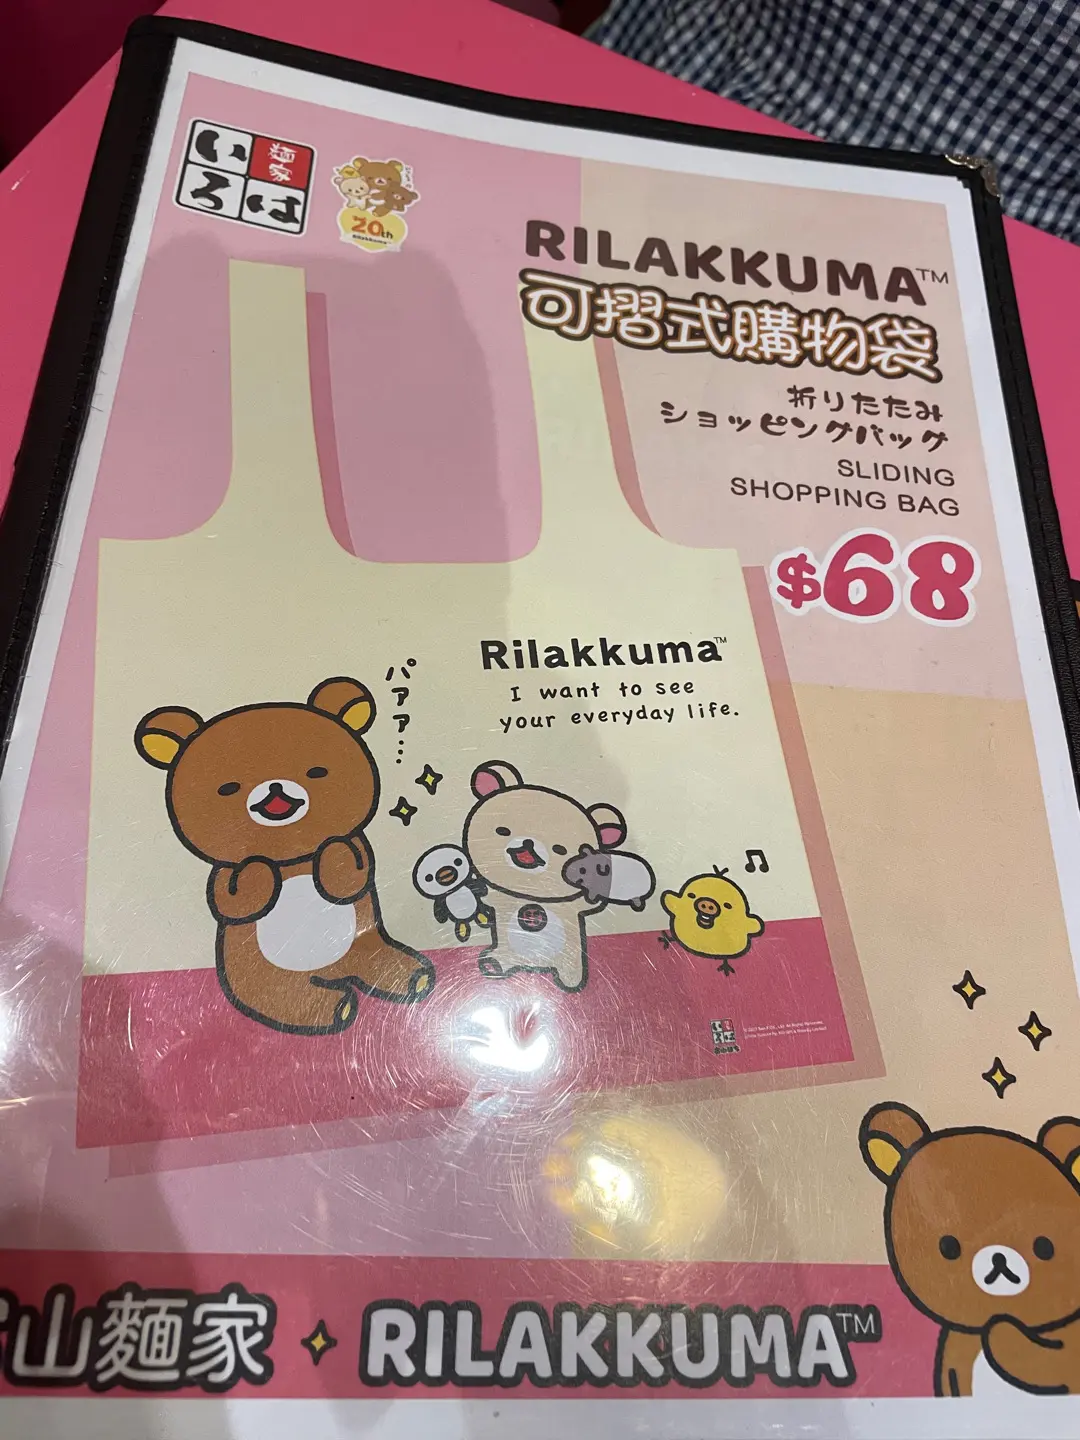 いろは
麺家
20th
Rilakkuma
RILAKKUMA™
可摺式購物袋
折りたたみ
ショッピングバッグ
SLIDING
SHOPPING BAG
$68
Rilakkuma™
I want to see
your everyday life.
パァァ…
山麵家
RILAKKUMA™